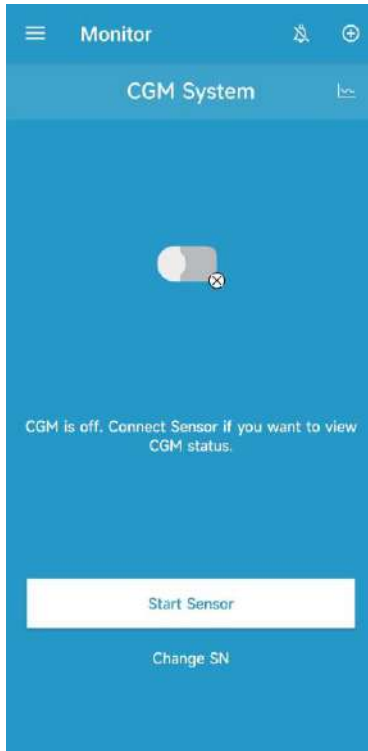 Monitor
CGM System
CGM is off. Connect Sensor if you want to view
CGM status.
Start Sensor
Change SN